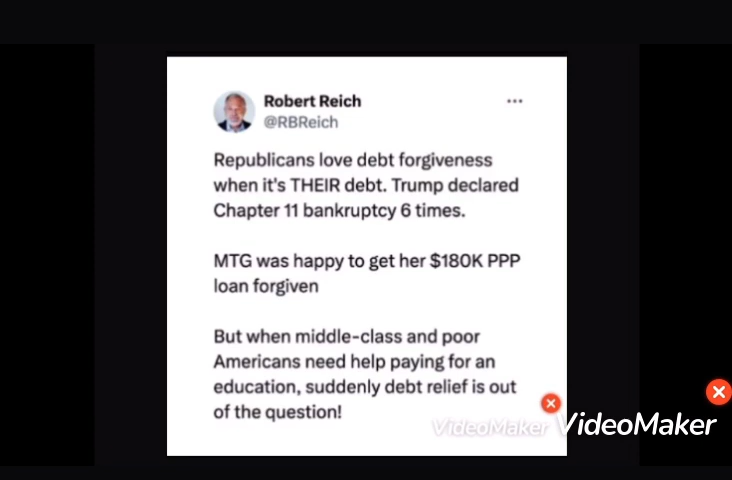 Robert Reich
@RBReich
Republicans love debt forgiveness
when it's THEIR debt. Trump declared
Chapter 11 bankruptcy 6 times.
MTG was happy to get her $180K PPP
loan forgiven
But when middle-class and poor
Americans need help paying for an
education, suddenly debt relief is out
of the question!
VideoMaker
VideoMaker